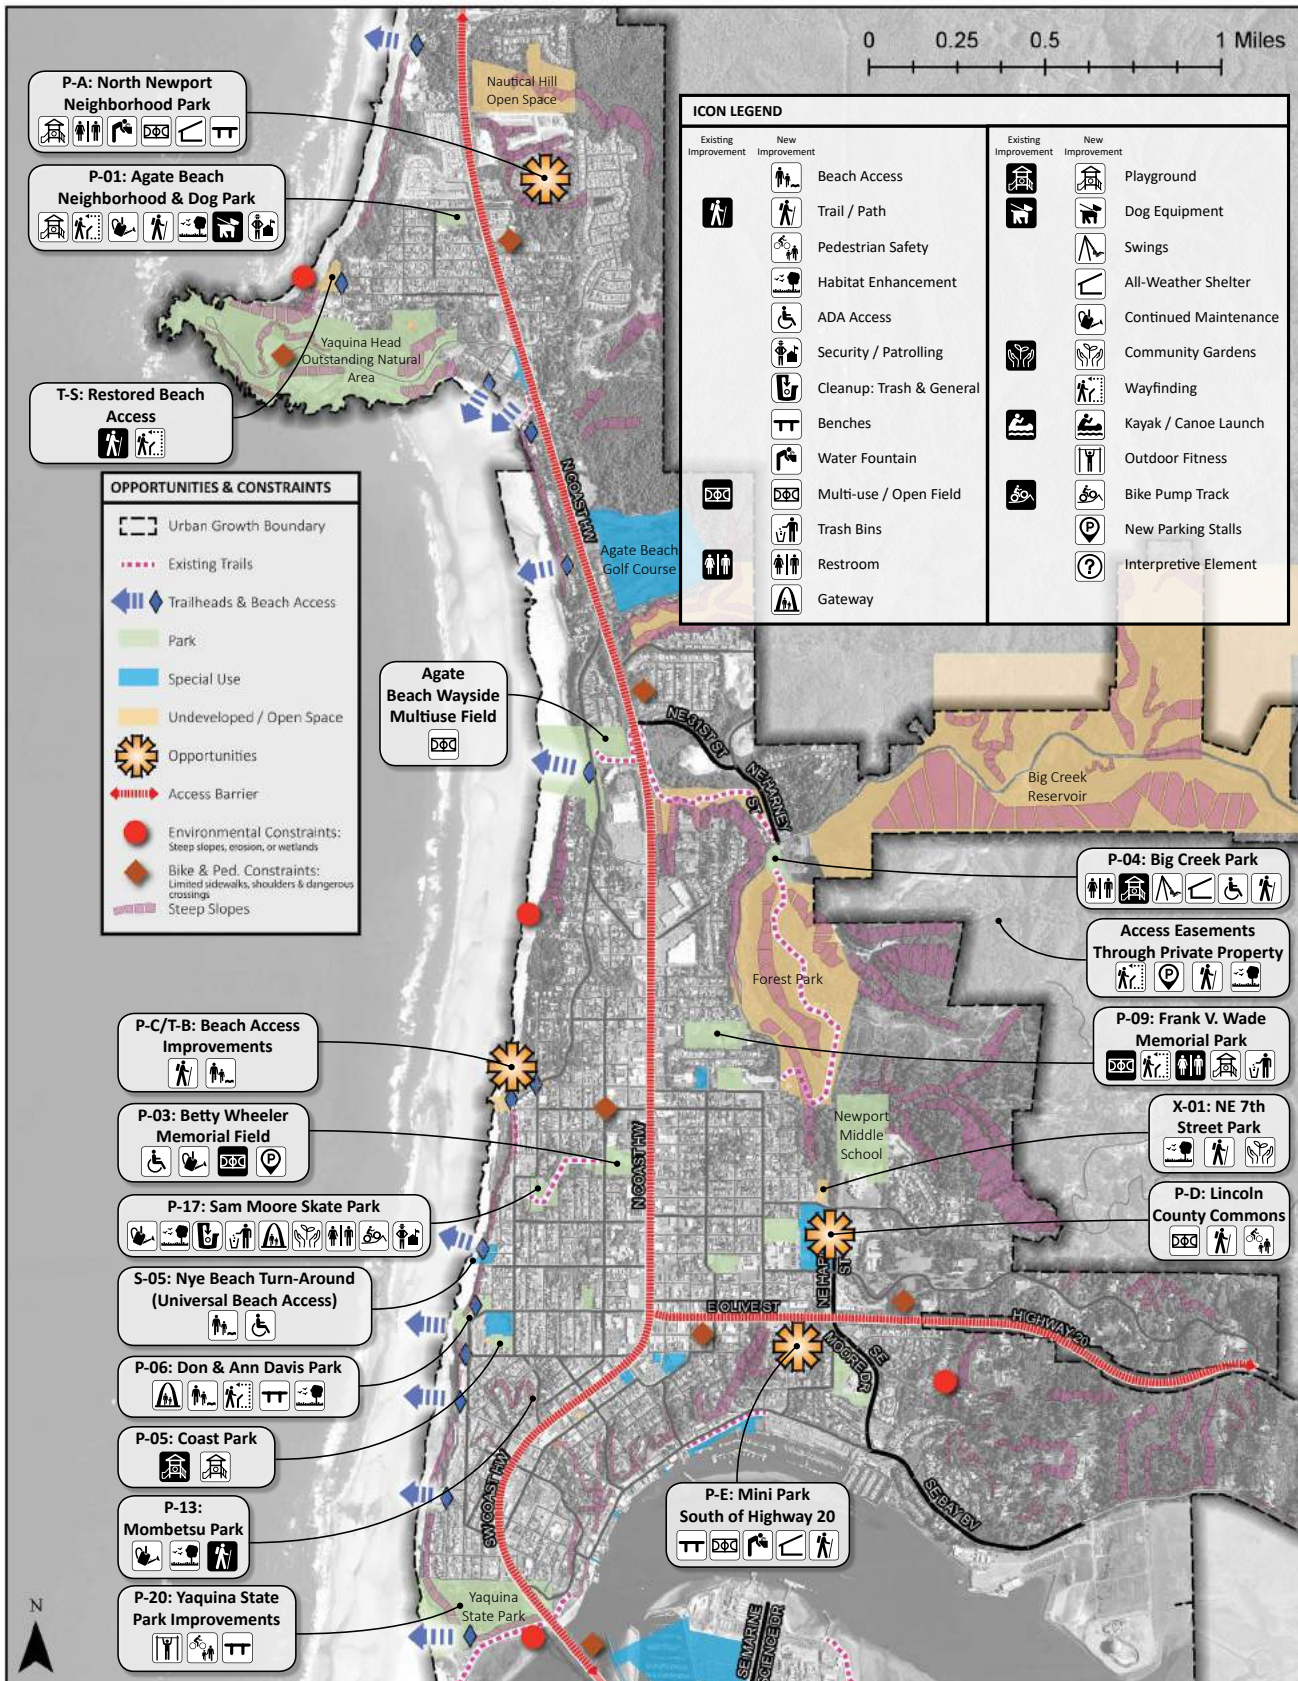 0 0.25 0.5 1 Miles
P-A: North Newport
Neighborhood Park
P-01: Agate Beach
Neighborhood & Dog Park
T-S: Restored Beach
Access
Nautical Hill
Open Space
Yaquina Head
Outstanding Natural
Area
ICON LEGEND
Existing
Improvement
New
Improvement
Beach Access
Trail / Path
Pedestrian Safety
Habitat Enhancement
ADA Access
Security / Patrolling
Cleanup: Trash & General
Benches
Water Fountain
Multi-use / Open Field
Trash Bins
Restroom
Gateway
Existing
Improvement
New
Improvement
Playground
Dog Equipment
Swings
All-Weather Shelter
Continued Maintenance
Community Gardens
Wayfinding
Kayak / Canoe Launch
Outdoor Fitness
Bike Pump Track
P
New Parking Stalls
?
Interpretive Element
OPPORTUNITIES & CONSTRAINTS
Urban Growth Boundary
Existing Trails
Trailheads & Beach Access
Park
Special Use
Undeveloped / Open Space
Opportunities
Access Barrier
Environmental Constraints:
Steep slopes, erosion, or wetlands
Bike & Ped. Constraints:
Limited sidewalks, shoulders & dangerous
crossings
Steep Slopes
N COAST HW
Agate Beach
Golf Course
Agate
Beach Wayside
Multiuse Field
NE 31ST ST
NE HARNEY
ST
Big Creek
Reservoir
P-04: Big Creek Park
Access Easements
Through Private Property
P
P-09: Frank V. Wade
Memorial Park
Forest Park
X-01: NE 7th
Street Park
P-D: Lincoln
County Commons
Newport
Middle
School
P-C/T-B: Beach Access
Improvements
P-03: Betty Wheeler
Memorial Field
P
P-17: Sam Moore Skate Park
S-05: Nye Beach Turn-Around
(Universal Beach Access)
P-06: Don & Ann Davis Park
P-05: Coast Park
P-13:
Mombetsu Park
P-20: Yaquina State
Park Improvements
N COAST HW
NE HAR
ST
E OLIVE ST
HIGHWAY 20
SE
MOORE DR
SE BAY BV
SW COAST HW
P-E: Mini Park
South of Highway 20
Yaquina
State Park
SE MARINE
SCIENCE DR
N